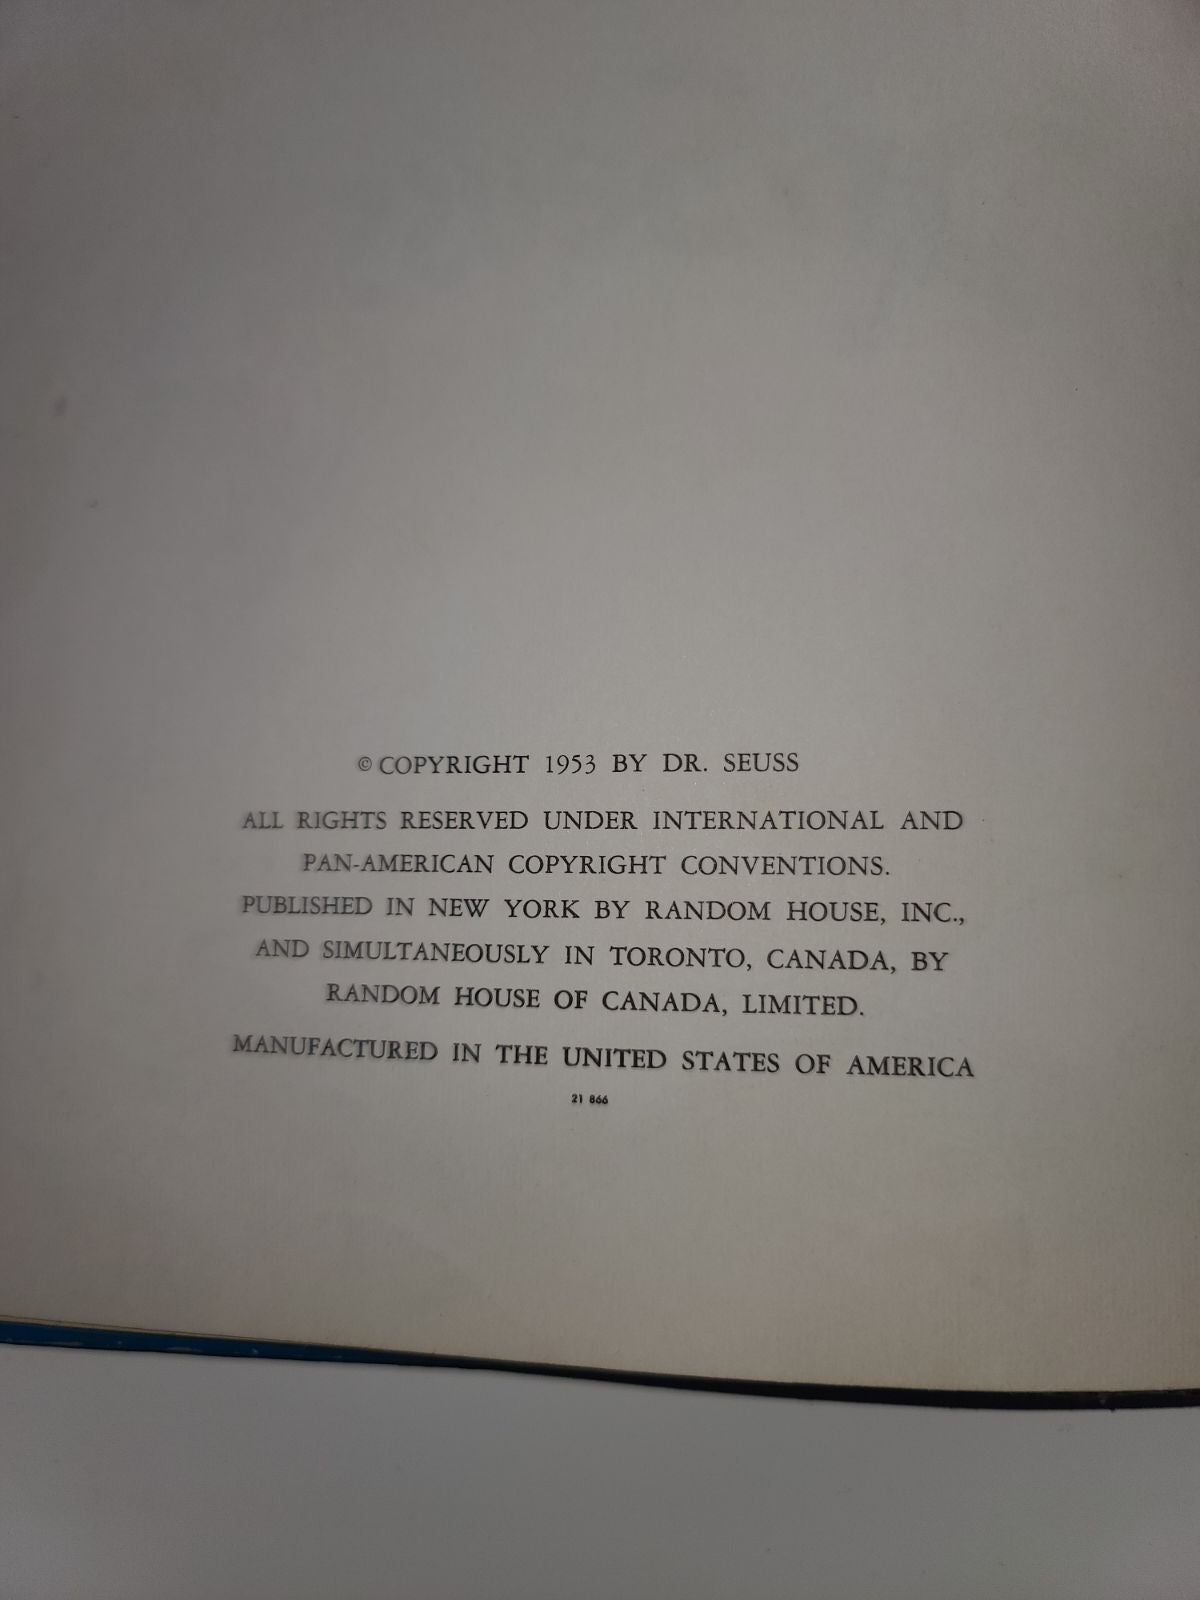 © COPYRIGHT 1953 BY DR. SEUSS
ALL RIGHTS RESERVED UNDER INTERNATIONAL AND
PAN-AMERICAN COPYRIGHT CONVENTIONS.
PUBLISHED IN NEW YORK BY RANDOM HOUSE, INC.,
AND SIMULTANEOUSLY IN TORONTO, CANADA, BY
RANDOM HOUSE OF CANADA, LIMITED.
MANUFACTURED IN THE UNITED STATES OF AMERICA
21 866